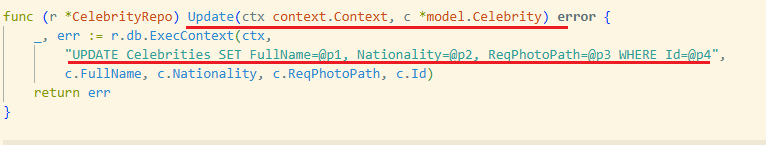 func (r *CelebrityRepo) Update(ctx context.Context, c *model.Celebrity) error {
    _, err := r.db.ExecContext(ctx,
        "UPDATE Celebrities SET FullName=@p1, Nationality=@p2, ReqPhotoPath=@p3 WHERE Id=@p4",
        c.FullName, c.Nationality, c.ReqPhotoPath, c.Id)
    return err
}